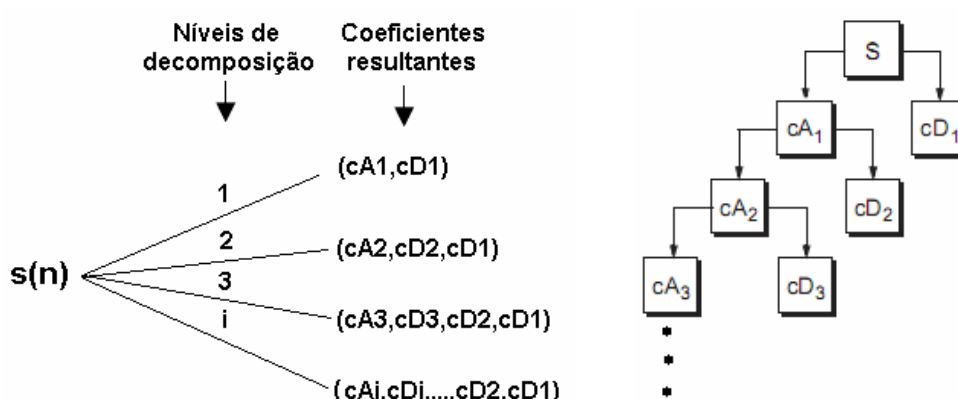 Níveis de decomposição
Coeficientes resultantes
1
(cA1,cD1)
2
(cA2,cD2,cD1)
s(n)
3
(cA3,cD3,cD2,cD1)
i
(cAi,cDi,....,cD2,cD1)
S
cA1
cD1
cA2
cD2
cA3
cD3